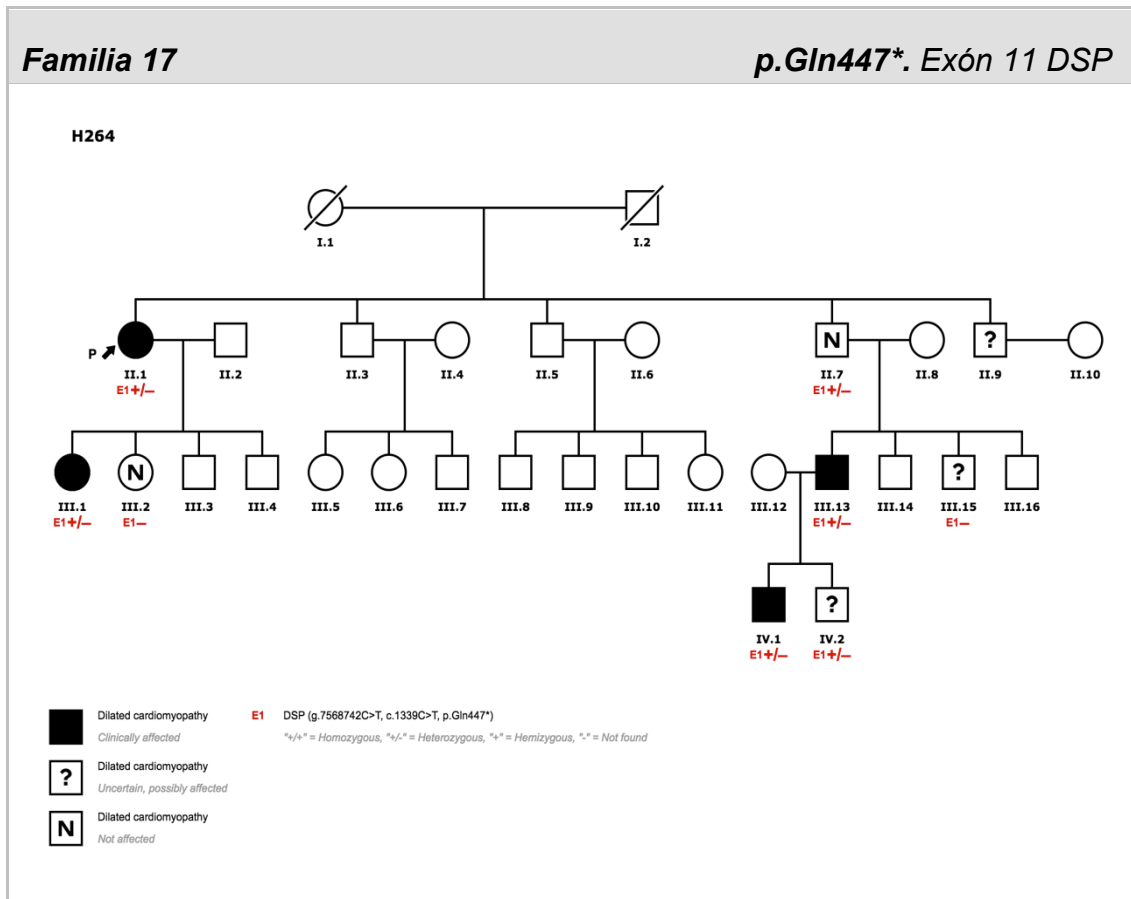 Familia 17 p.Gln447*. Exón 11 DSP
H264
I.1 I.2
P N ?
II.1 II.2 II.3 II.4 II.5 II.6 II.7 II.8 II.9 II.10
E1+/− E1+/−
N ?
III.1 III.2 III.3 III.4 III.5 III.6 III.7 III.8 III.9 III.10 III.11 III.12 III.13 III.14 III.15 III.16
E1+/− E1− E1+/− E1−
?
IV.1 IV.2
E1+/− E1+/−
Dilated cardiomyopathy E1 DSP (g.7568742C>T, c.1339C>T, p.Gln447*)
Clinically affected "+/+" = Homozygous, "+/-" = Heterozygous, "+" = Hemizygous, "-" = Not found
? Dilated cardiomyopathy
Uncertain, possibly affected
N Dilated cardiomyopathy
Not affected